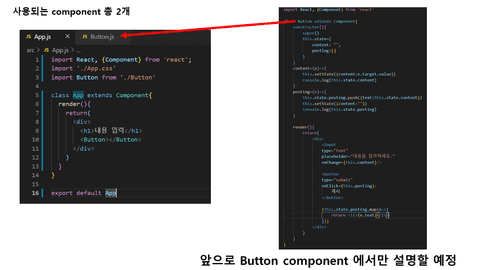 사용되는 component 총 2개
App.js
Button.js
src > App.js > ...
1 import React, {Component} from 'react';
2 import './App.css'
3 import Button from './Button'
4
5 class App extends Component{
6 render(){
7 return(
8 <div>
9 <h1>내용 입력</h1>
10 <Button></Button>
11 </div>
12 )
13 }
14 }
15
16 export default App
import React, {Component} from 'react'
Button extends Component{
constructor(){
super()
this.state={
content: "",
posting:[]
}
}
content=(e)=>{
this.setState({content:e.target.value})
console.log(this.state.content)
}
posting=(e)=>{
this.state.posting.push({text:this.state.content})
this.setState({content:""})
console.log(this.state.posting)
}
render(){
return(
<div>
<input
type="text"
placeholder="내용을 입력하세요."
onChange={this.content}/>
<button
type="submit"
onClick={this.posting}>
게시
</button>
{this.state.posting.map(e=>{
return <li>{e.text}</li>
})}
</div>
)
}
앞으로 Button component 에서만 설명할 예정